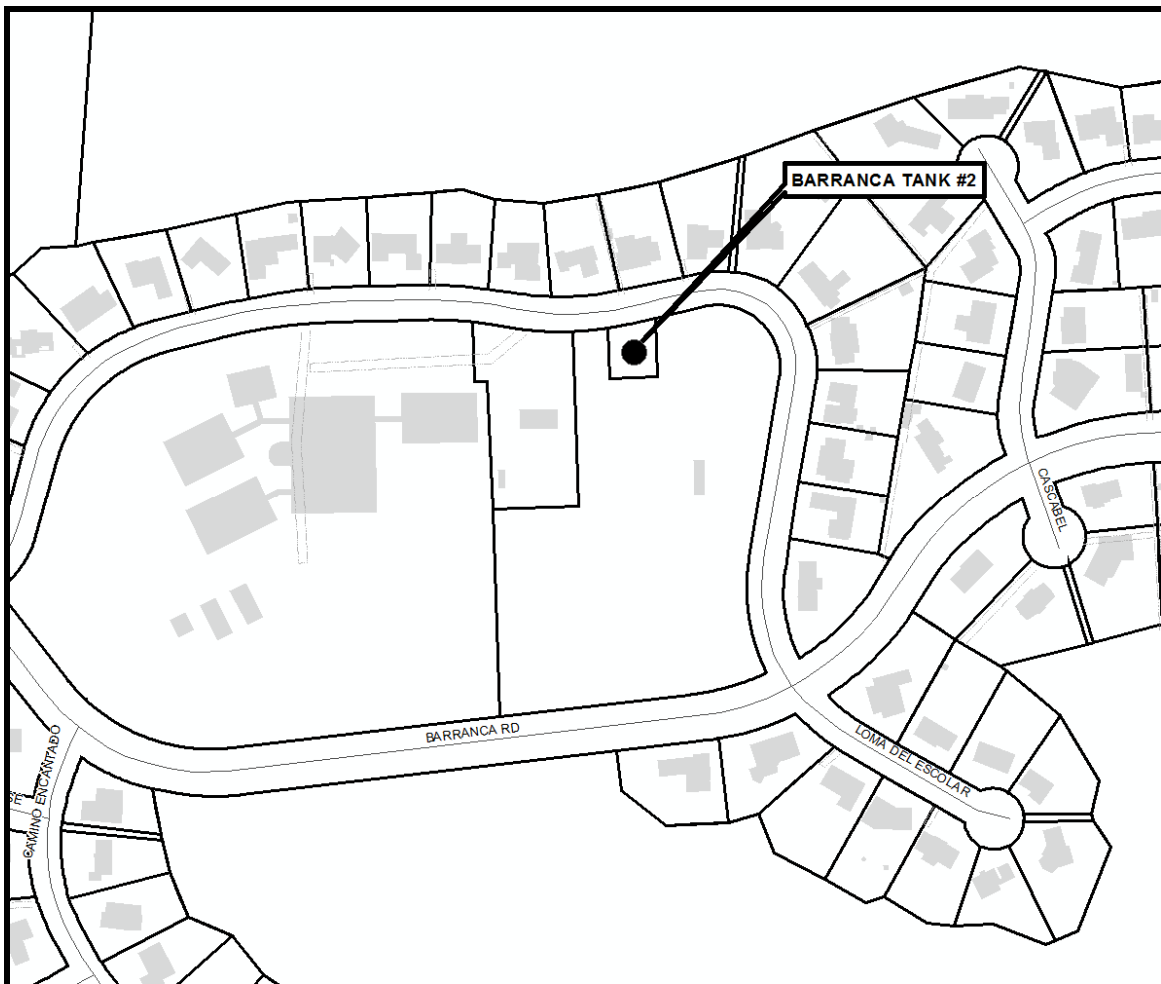 BARRANCA TANK #2
CASCABEL
BARRANCA RD
LOMA DEL ESCOLAR
CAMINO ENCANTADO